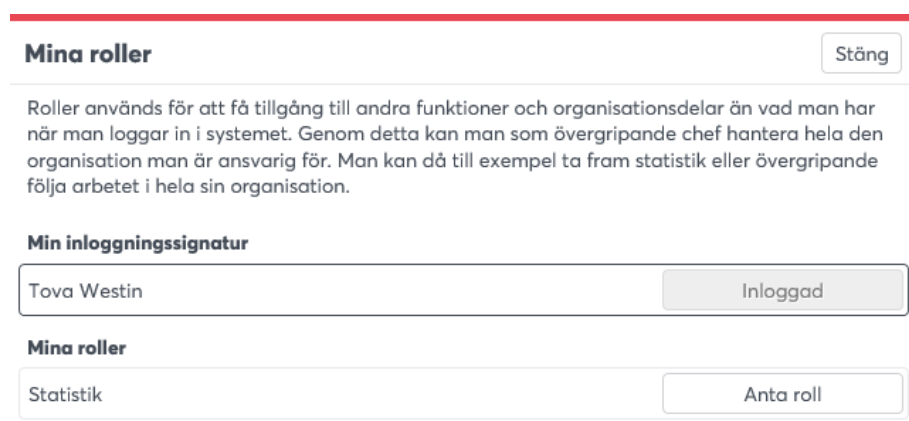 Mina roller
Stäng
Roller används för att få tillgång till andra funktioner och organisationsdelar än vad man har
när man loggar in i systemet. Genom detta kan man som övergripande chef hantera hela den
organisation man är ansvarig för. Man kan då till exempel ta fram statistik eller övergripande
följa arbetet i hela sin organisation.
Min inloggningssignatur
Tova Westin
Inloggad
Mina roller
Statistik
Anta roll